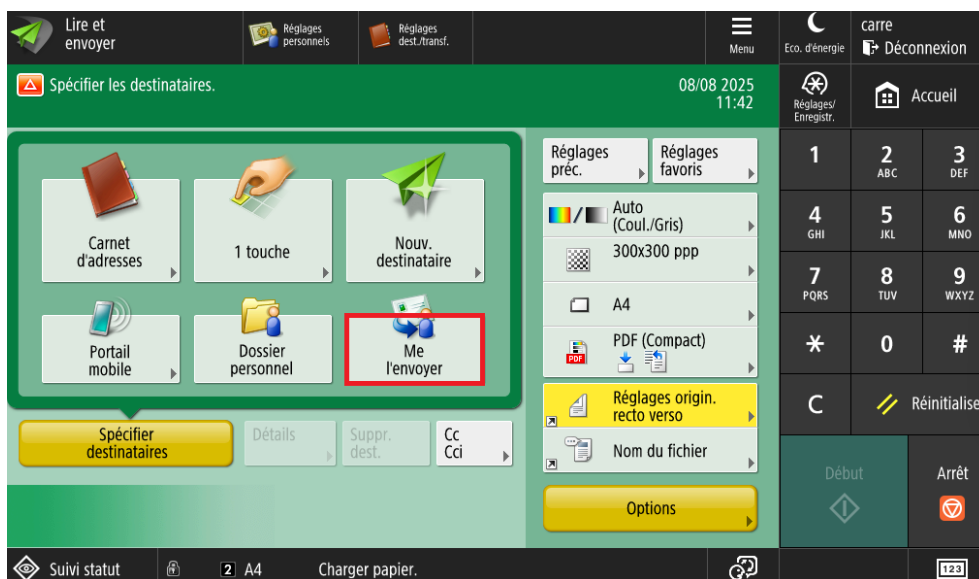 Lire et
envoyer
Réglages
personnels
Réglages
dest./transf.
Menu
Eco. d'énergie
carre
Déconnexion
Spécifier les destinataires.
08/08 2025
11:42
Réglages/
Enregistr.
Accueil
Carnet
d'adresses
1 touche
Nouv.
destinataire
Portail
mobile
Dossier
personnel
Me
l'envoyer
Spécifier
destinataires
Détails
Suppr.
dest.
Cc
Cci
Réglages
préc.
Réglages
favoris
Auto
(Coul./Gris)
300x300 ppp
A4
PDF
PDF (Compact)
Réglages origin.
recto verso
Nom du fichier
Options
1
2
ABC
3
DEF
4
GHI
5
JKL
6
MNO
7
PQRS
8
TUV
9
WXYZ
0
#
C
Réinitialise
Début
Arrêt
Suivi statut
2 A4
Charger papier.
123